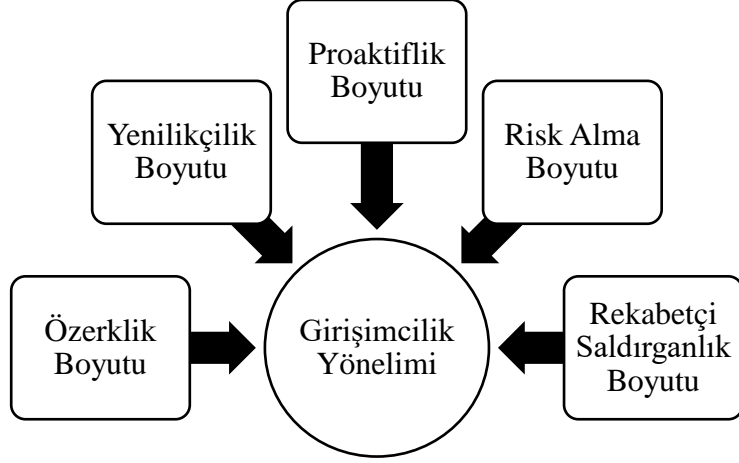 Proaktiflik
Boyutu
Yenilikçilik
Boyutu
Risk Alma
Boyutu
Özerklik
Boyutu
Girişimcilik
Yönelimi
Rekabetçi
Saldırganlık
Boyutu